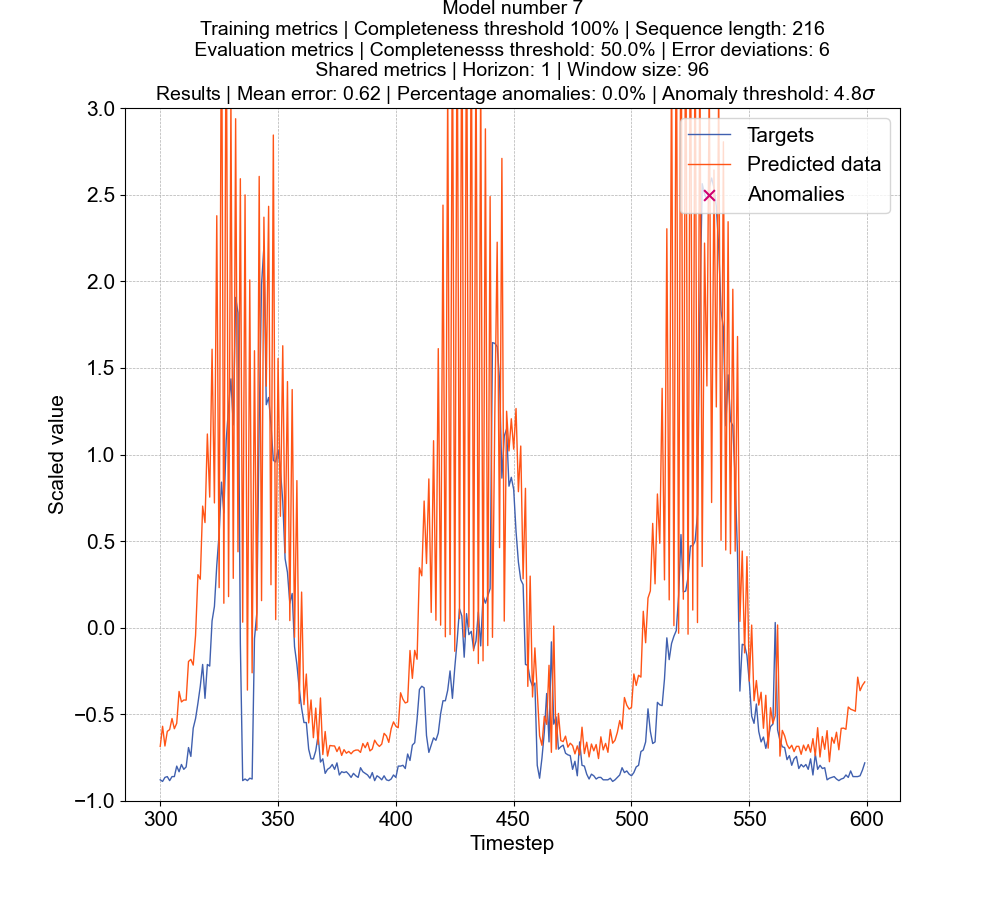 Model number 7
Training metrics | Completeness threshold 100% | Sequence length: 216
Evaluation metrics | Completenesss threshold: 50.0% | Error deviations: 6
Shared metrics | Horizon: 1 | Window size: 96
Results | Mean error: 0.62 | Percentage anomalies: 0.0% | Anomaly threshold: 4.8σ
3.0
2.5
2.0
1.5
1.0
0.5
0.0
−0.5
−1.0
Scaled value
Targets
Predicted data
Anomalies
300 350 400 450 500 550 600
Timestep